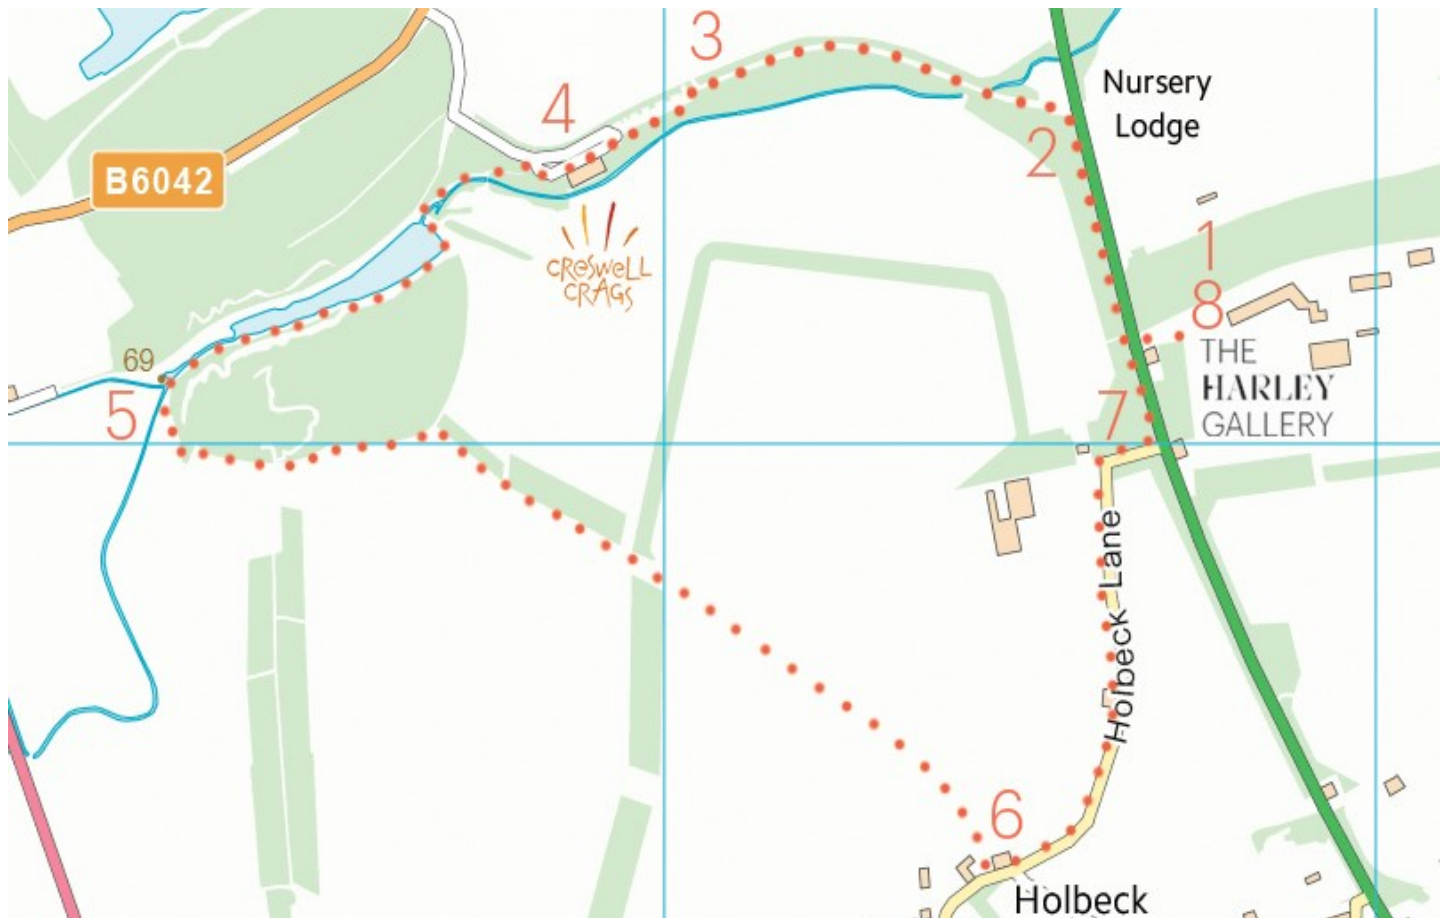 3
Nursery
Lodge
4
2
B6042
1
CReSWeLL
CRAGS
8
THE
HARLEY
GALLERY
69
5
7
Holbeck Lane
6
Holbeck